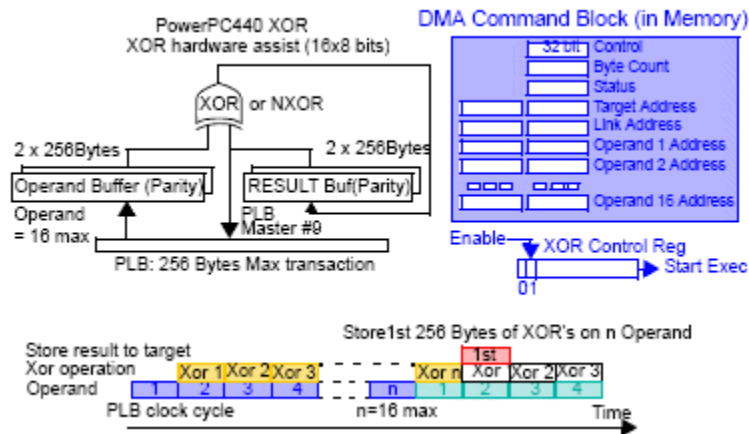 PowerPC440 XOR
XOR hardware assist (16x8 bits)
XOR or NXOR
2 x 256Bytes
2 x 256Bytes
Operand Buffer (Parity)
RESULT Buf(Parity)
Operand
= 16 max
PLB
Master #9
PLB: 256 Bytes Max transaction
DMA Command Block (in Memory)
32 bit Control
Byte Count
Status
Target Address
Link Address
Operand 1 Address
Operand 2 Address
Operand 16 Address
Enable
XOR Control Reg
Start Exec
01
Store1st 256 Bytes of XOR's on n Operand
Store result to target
1st
Xor operation
Xor 1 Xor 2 Xor 3
Xor n Xor Xor 2 Xor 3
Operand
1 2 3 4
n 1 2 3 4
PLB clock cycle
n=16 max
Time